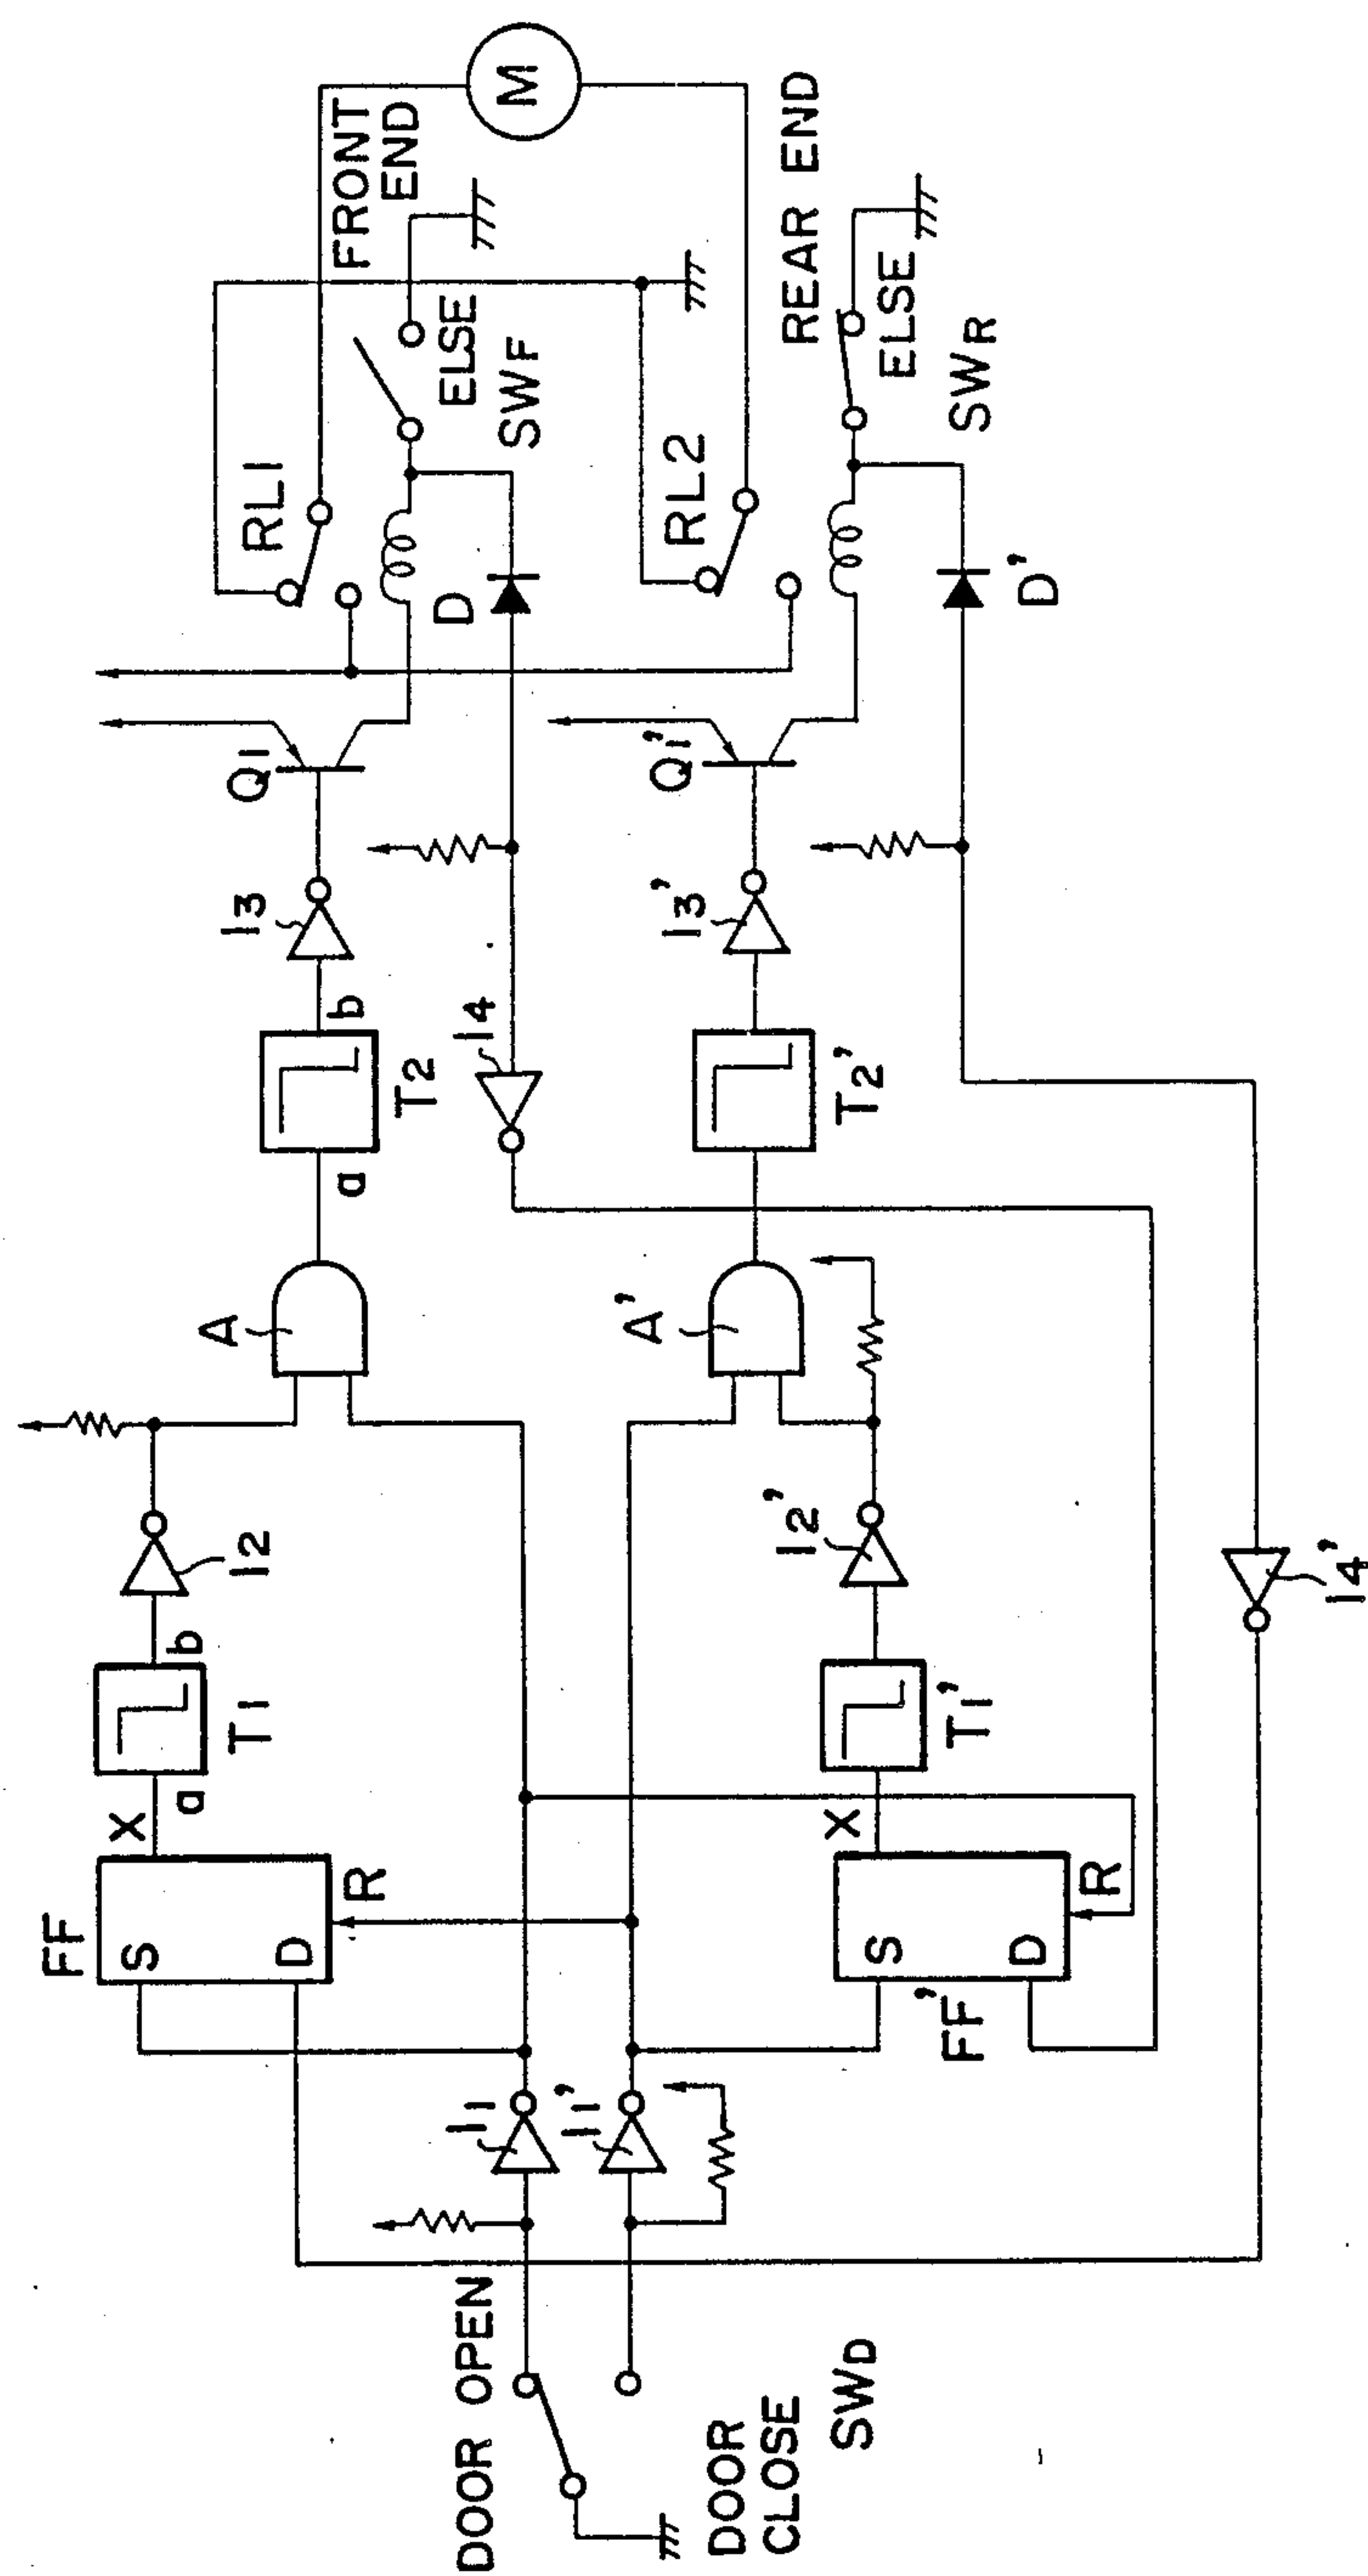 DOOR OPEN
DOOR
CLOSE
SWD
FF
S
D
R
X
a
T1
b
I2
I1
I1'
A
a
T2
b
I3
Q1
RL1
FRONT
END
ELSE
SWF
M
D
I4
FF'
S
D
R
X
T1'
I2'
A'
T2'
I3'
Q1'
RL2
REAR END
ELSE
SWR
D'
I4'